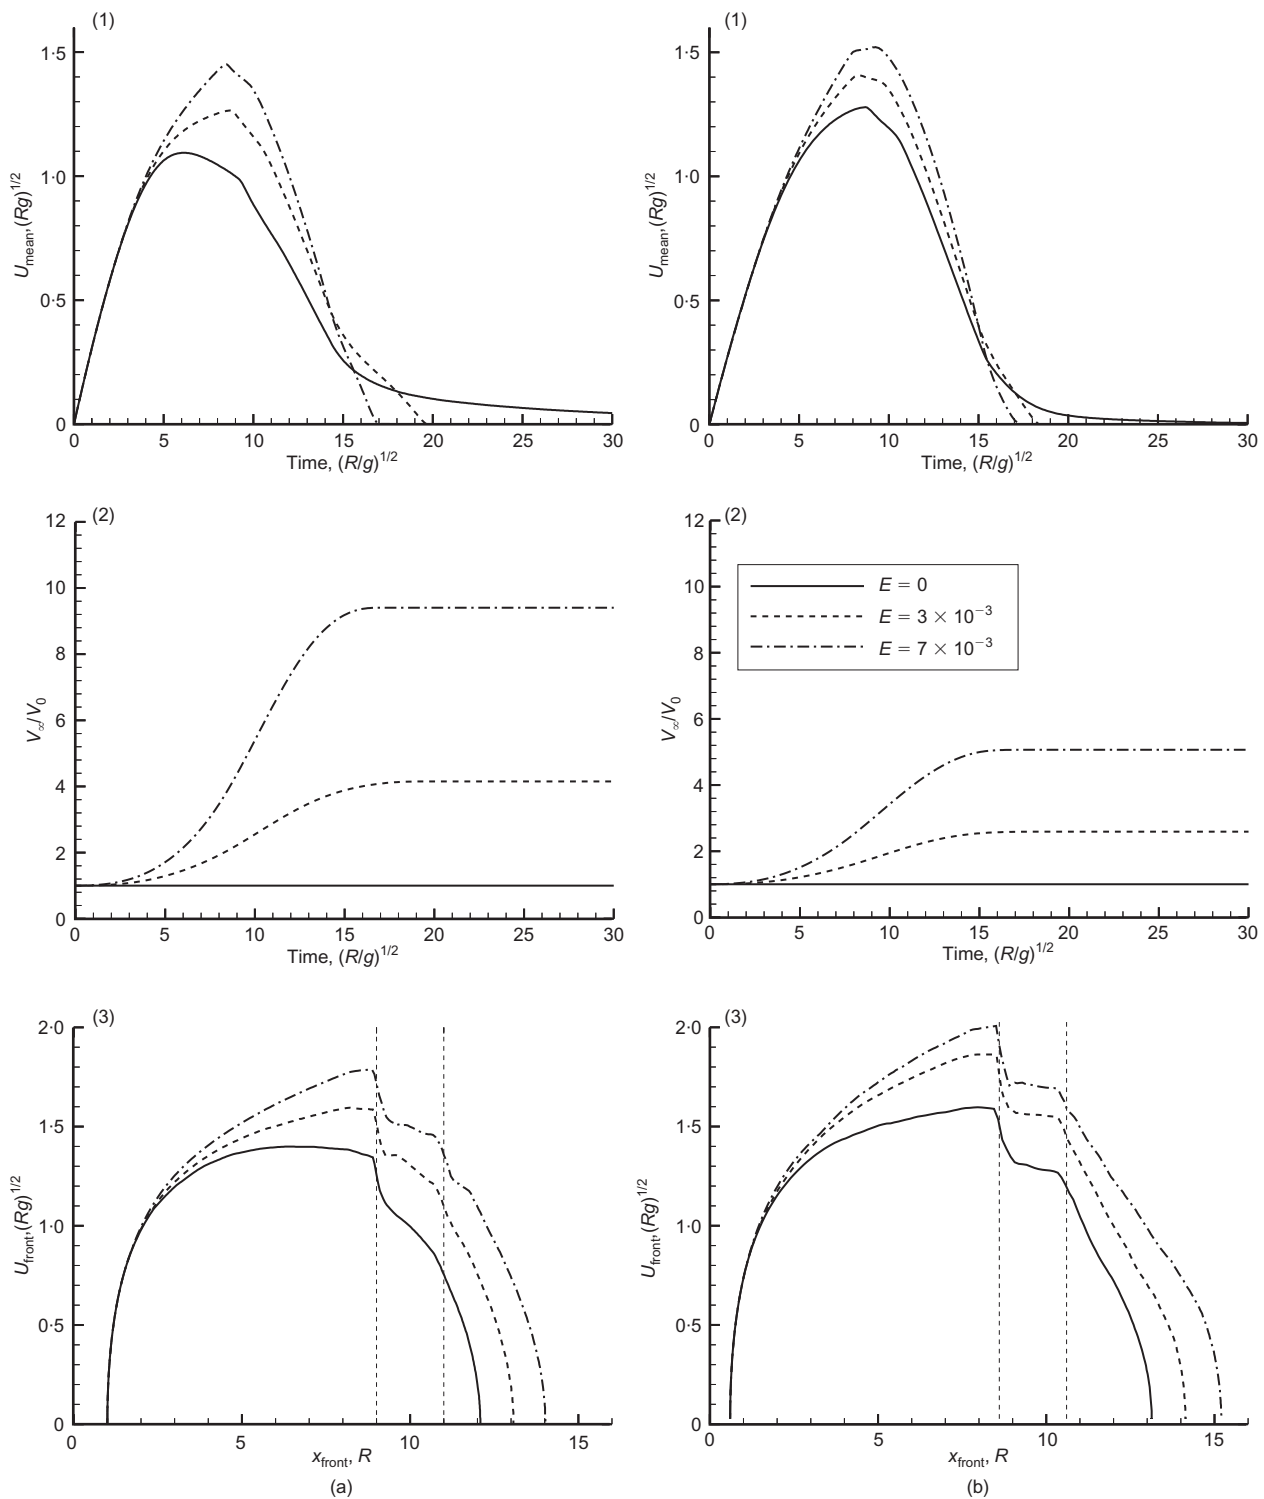 (1)
1·5
1·0
0·5
0
U_mean, (Rg)^1/2
0 5 10 15 20 25 30
Time, (R/g)^1/2
(1)
1·5
1·0
0·5
0
U_mean, (Rg)^1/2
0 5 10 15 20 25 30
Time, (R/g)^1/2
(2)
12
10
8
6
4
2
0
V_∞/V_0
0 5 10 15 20 25 30
Time, (R/g)^1/2
(2)
12
10
8
6
4
2
0
V_∞/V_0
E = 0
E = 3 × 10^−3
E = 7 × 10^−3
0 5 10 15 20 25 30
Time, (R/g)^1/2
(3)
2·0
1·5
1·0
0·5
0
U_front, (Rg)^1/2
0 5 10 15
x_front, R
(a)
(3)
2·0
1·5
1·0
0·5
0
U_front, (Rg)^1/2
0 5 10 15
x_front, R
(b)